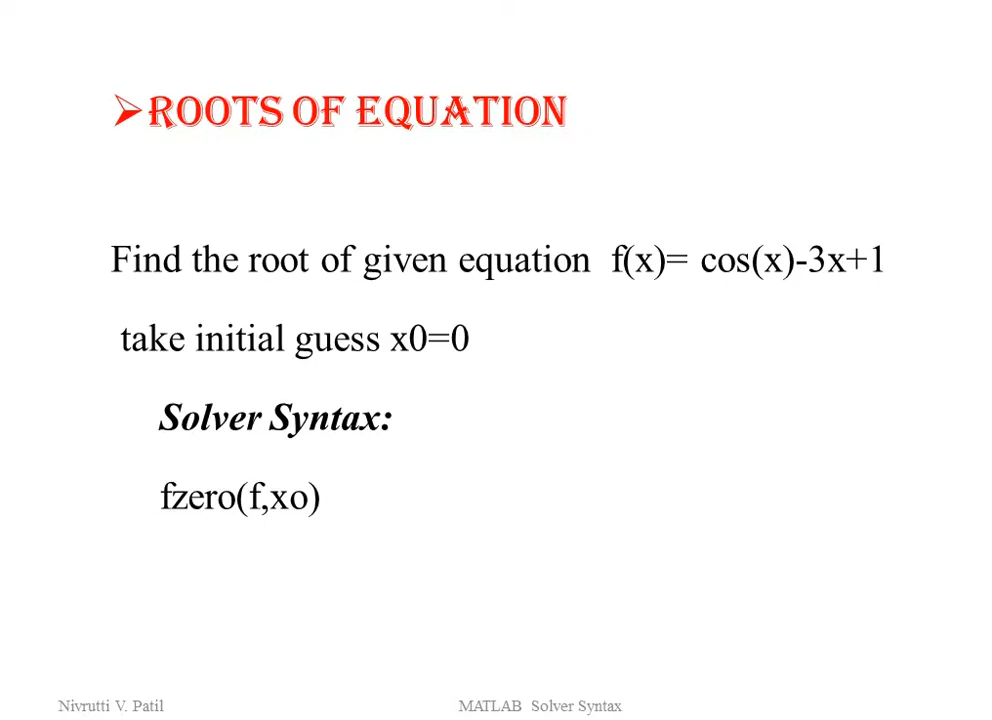 ➢ROOTS OF EQUATION
Find the root of given equation f(x)= cos(x)-3x+1
take initial guess x0=0
Solver Syntax:
fzero(f,xo)
Nivrutti V. Patil
MATLAB Solver Syntax